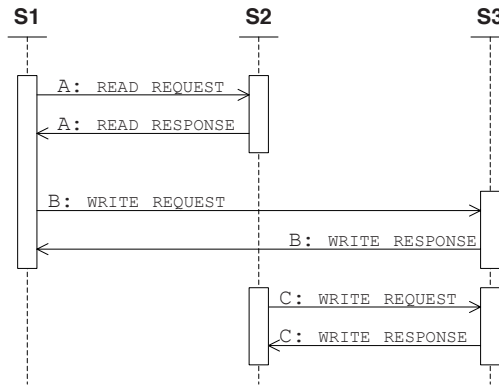 S1 S2 S3
A: READ REQUEST
A: READ RESPONSE
B: WRITE REQUEST
B: WRITE RESPONSE
C: WRITE REQUEST
C: WRITE RESPONSE